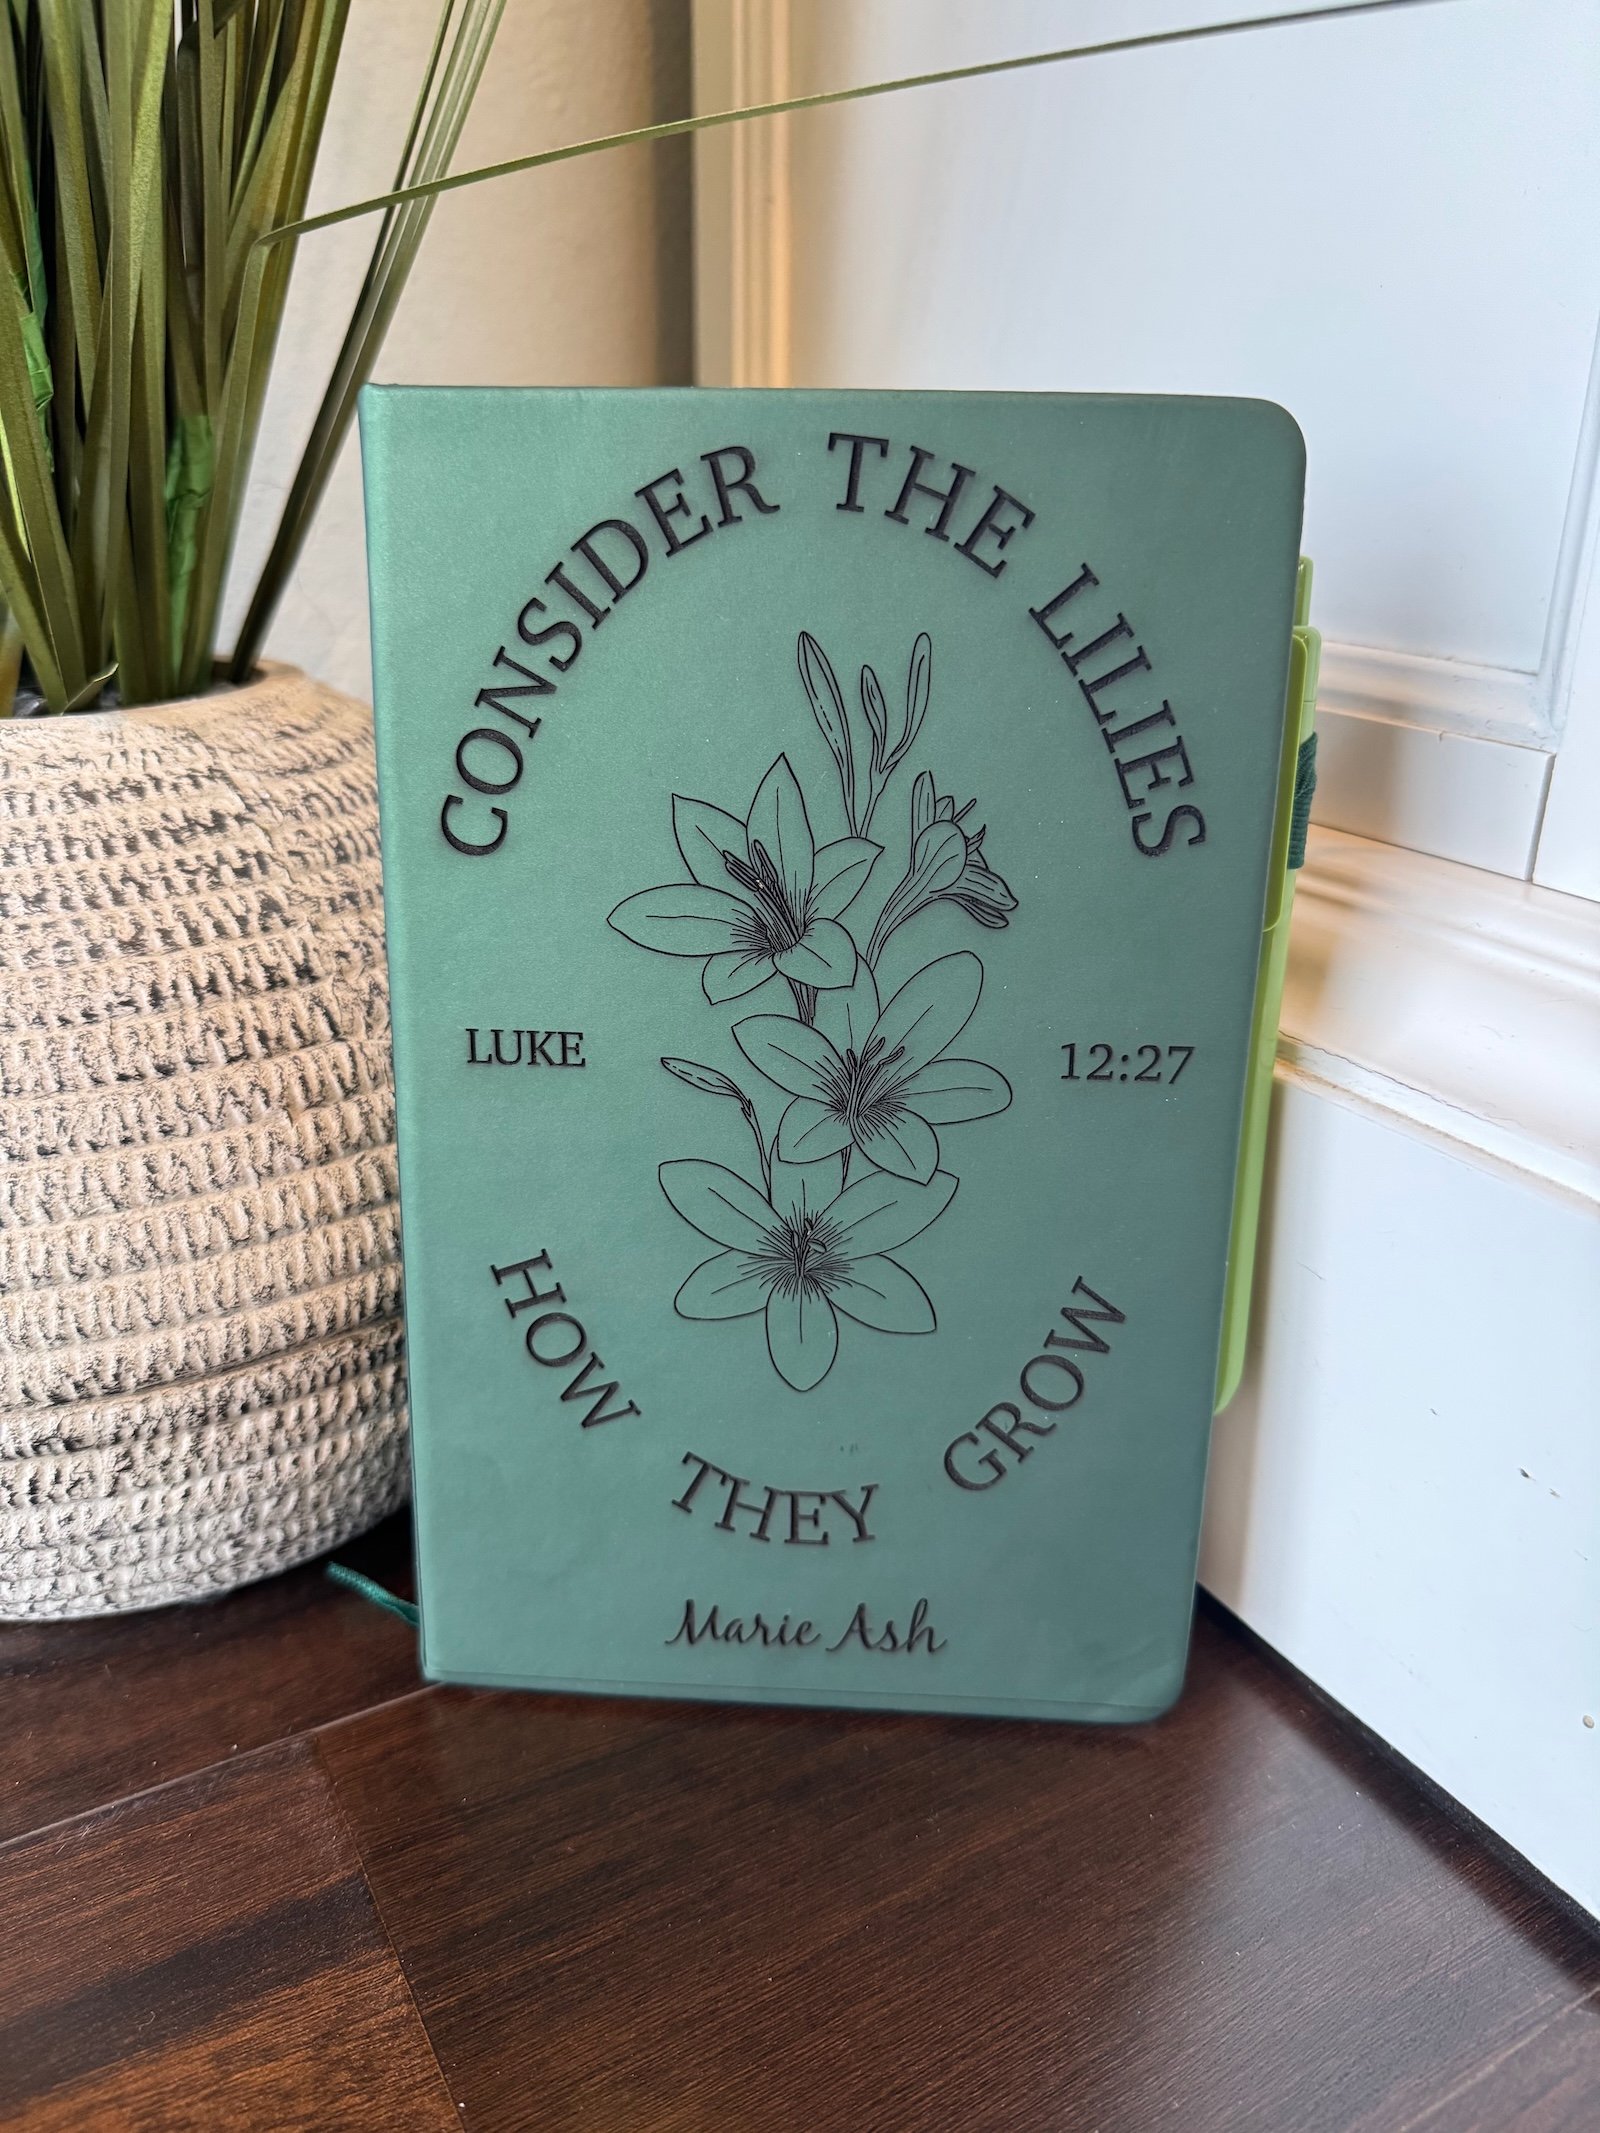 CONSIDER THE LILIES
LUKE 12:27
HOW THEY GROW
Marie Ash